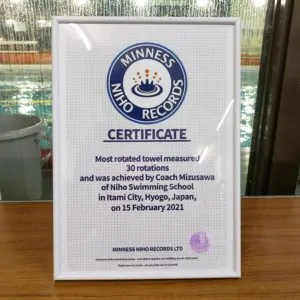 MINNESS
NIHO RECORDS
CERTIFICATE
Most rotated towel measured
30 rotations
and was achieved by Coach Mizusawa
of Niho Swimming School
in Itami City, Hyogo, Japan,
on 15 February 2021
MINNESS NIHO RECORDS LTD